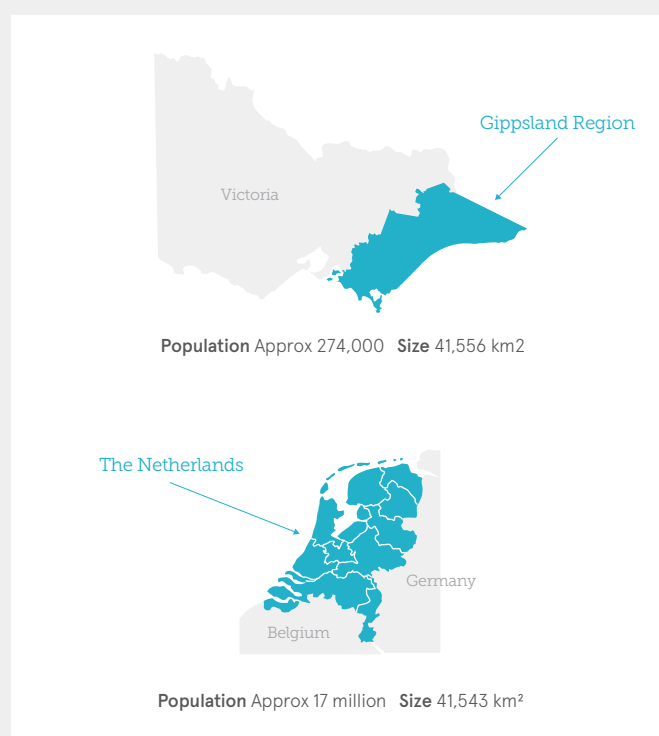 Gippsland Region
Victoria
Population Approx 274,000 Size 41,556 km2
The Netherlands
Germany
Belgium
Population Approx 17 million Size 41,543 km²